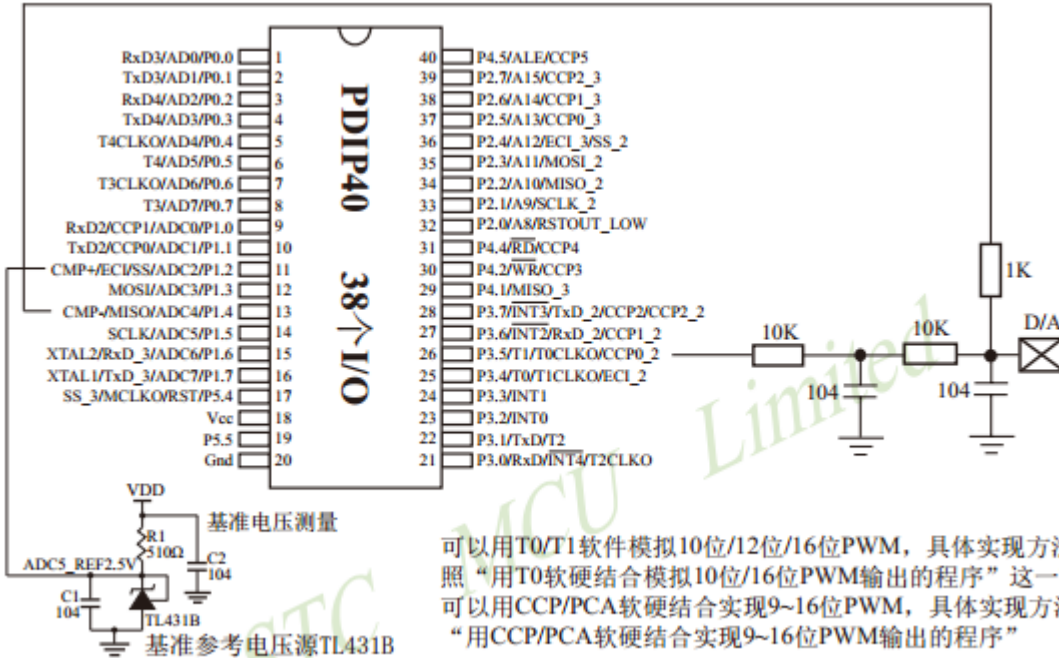 RxD3/AD0/P0.0 1
TxD3/AD1/P0.1 2
RxD4/AD2/P0.2 3
TxD4/AD3/P0.3 4
T4CLKO/AD4/P0.4 5
T4/AD5/P0.5 6
T3CLKO/AD6/P0.6 7
T3/AD7/P0.7 8
RxD2/CCP1/ADC0/P1.0 9
TxD2/CCP0/ADC1/P1.1 10
CMP+/ECI/SS/ADC2/P1.2 11
MOSI/ADC3/P1.3 12
CMP-/MISO/ADC4/P1.4 13
SCLK/ADC5/P1.5 14
XTAL2/RxD_3/ADC6/P1.6 15
XTAL1/TxD_3/ADC7/P1.7 16
SS_3/MCLKO/RST/P5.4 17
Vcc 18
P5.5 19
Gnd 20
PDIP40 38个I/O
40 P4.5/ALE/CCP5
39 P2.7/A15/CCP2_3
38 P2.6/A14/CCP1_3
37 P2.5/A13/CCP0_3
36 P2.4/A12/ECI_3/SS_2
35 P2.3/A11/MOSI_2
34 P2.2/A10/MISO_2
33 P2.1/A9/SCLK_2
32 P2.0/A8/RSTOUT_LOW
31 P4.4/RD/CCP4
30 P4.2/WR/CCP3
29 P4.1/MISO_3
28 P3.7/INT3/TxD_2/CCP2/CCP2_2
27 P3.6/INT2/RxD_2/CCP1_2
26 P3.5/T1/T0CLKO/CCP0_2
25 P3.4/T0/T1CLKO/ECI_2
24 P3.3/INT1
23 P3.2/INT0
22 P3.1/TxD/T2
21 P3.0/RxD/INT4/T2CLKO
1K
10K
10K
D/A
104
104
VDD
基准电压测量
R1
510Ω
C2
104
ADC5_REF2.5V
C1
104
TL431B
基准参考电压源TL431B
STC MCU Limited
可以用T0/T1软件模拟10位/12位/16位PWM，具体实现方法
照“用T0软硬结合模拟10位/16位PWM输出的程序”这一
可以用CCP/PCA软硬结合实现9~16位PWM，具体实现方法
“用CCP/PCA软硬结合实现9~16位PWM输出的程序”